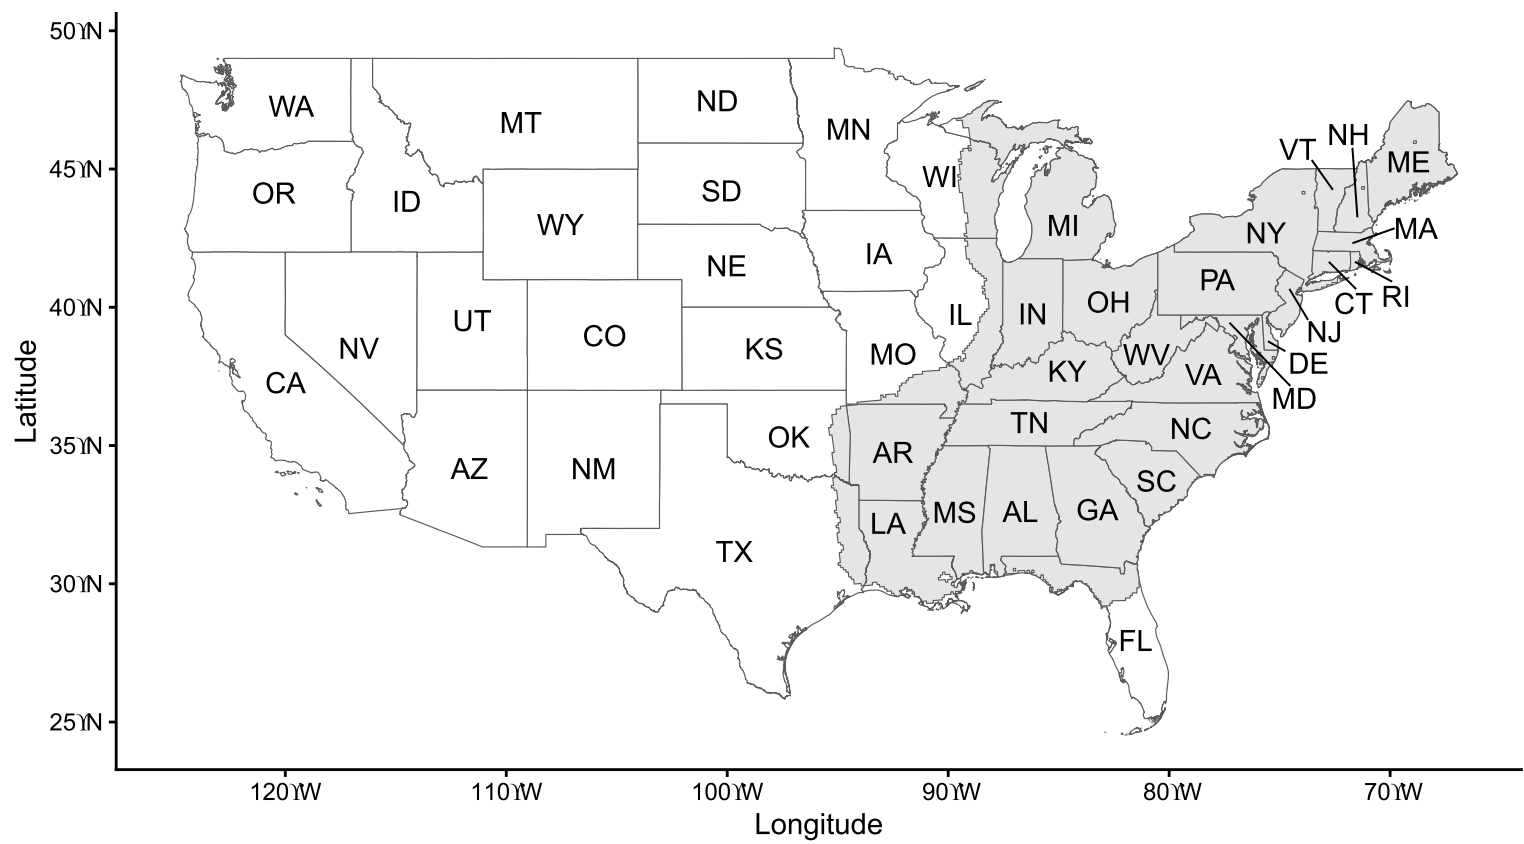 50°N
45°N
40°N
35°N
30°N
25°N
Latitude
WA
OR
CA
ID
NV
MT
WY
UT
CO
AZ
NM
ND
SD
NE
KS
OK
TX
MN
IA
MO
AR
LA
WI
IL
MI
IN
OH
KY
TN
MS
AL
GA
FL
SC
NC
VA
WV
PA
NY
VT
NH
ME
MA
RI
CT
NJ
DE
MD
120°W
110°W
100°W
90°W
80°W
70°W
Longitude